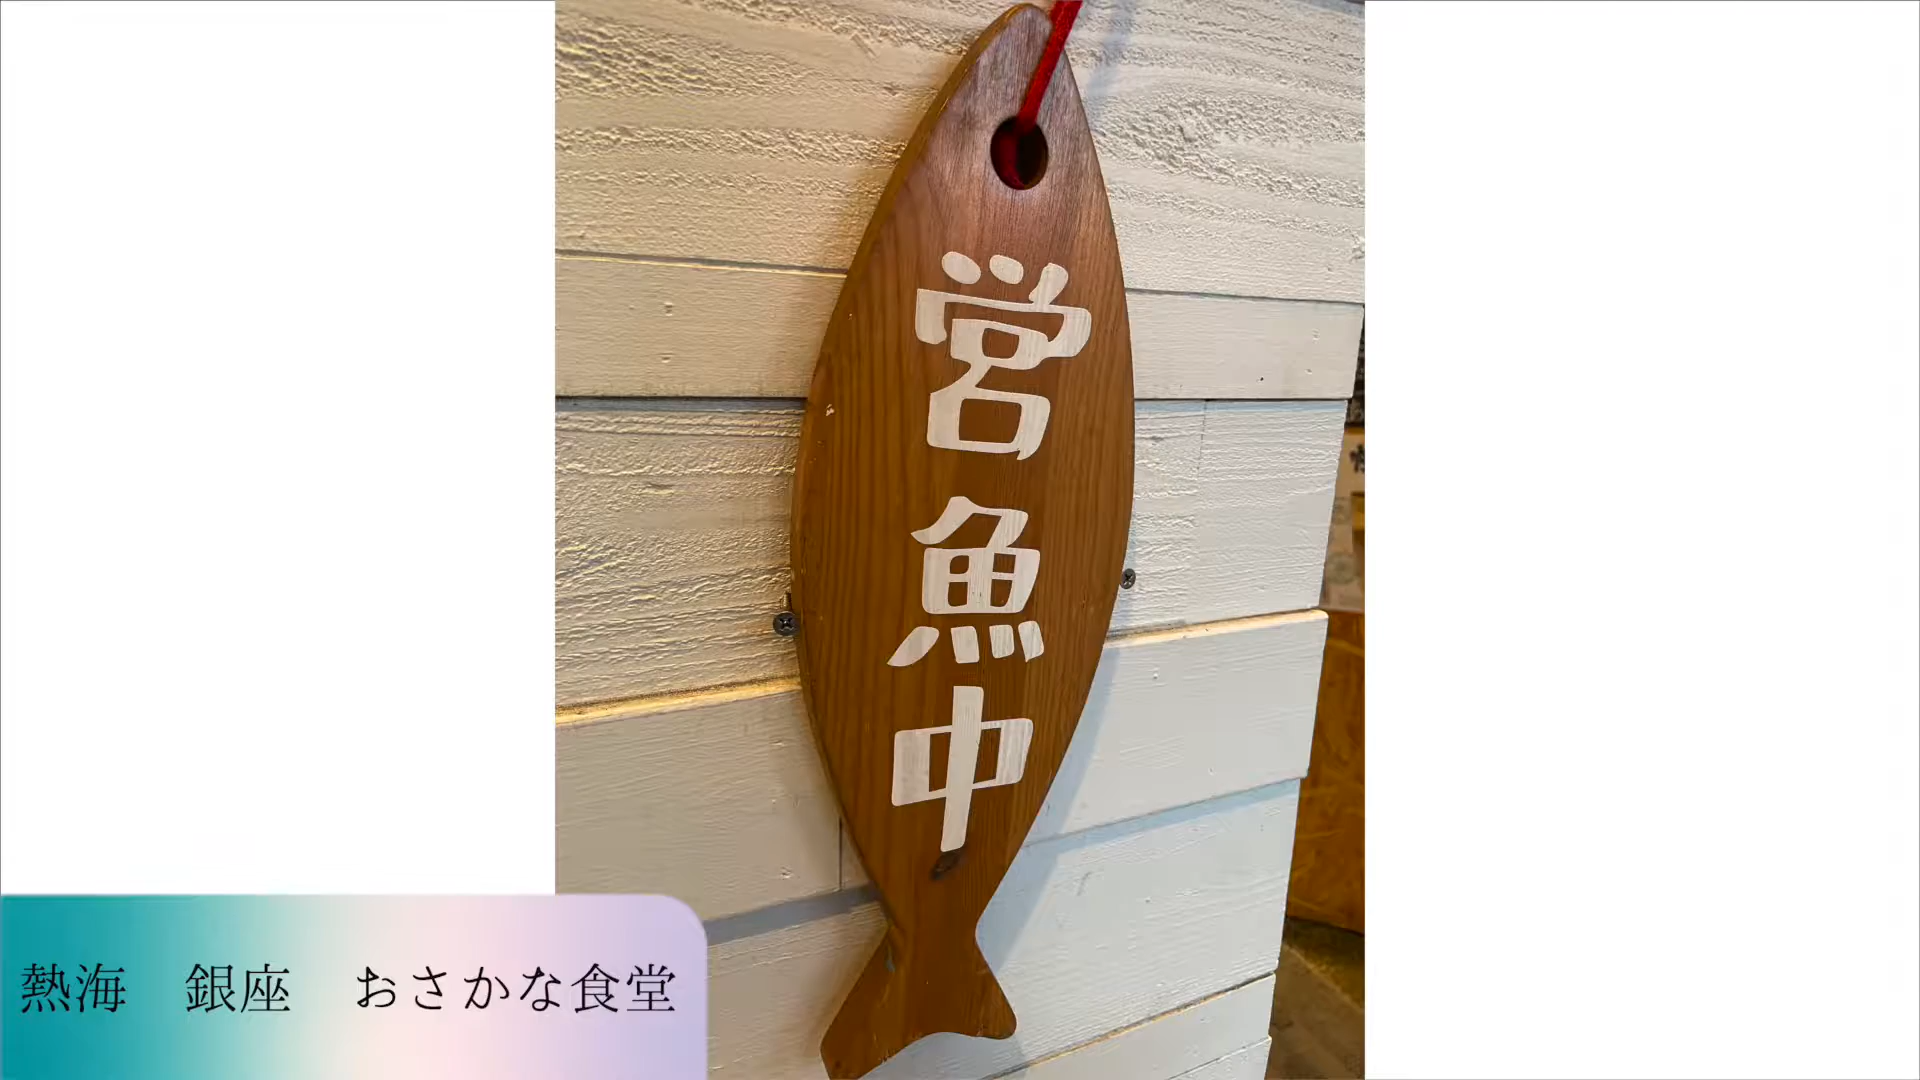 営魚中
熱海　銀座　おさかな食堂